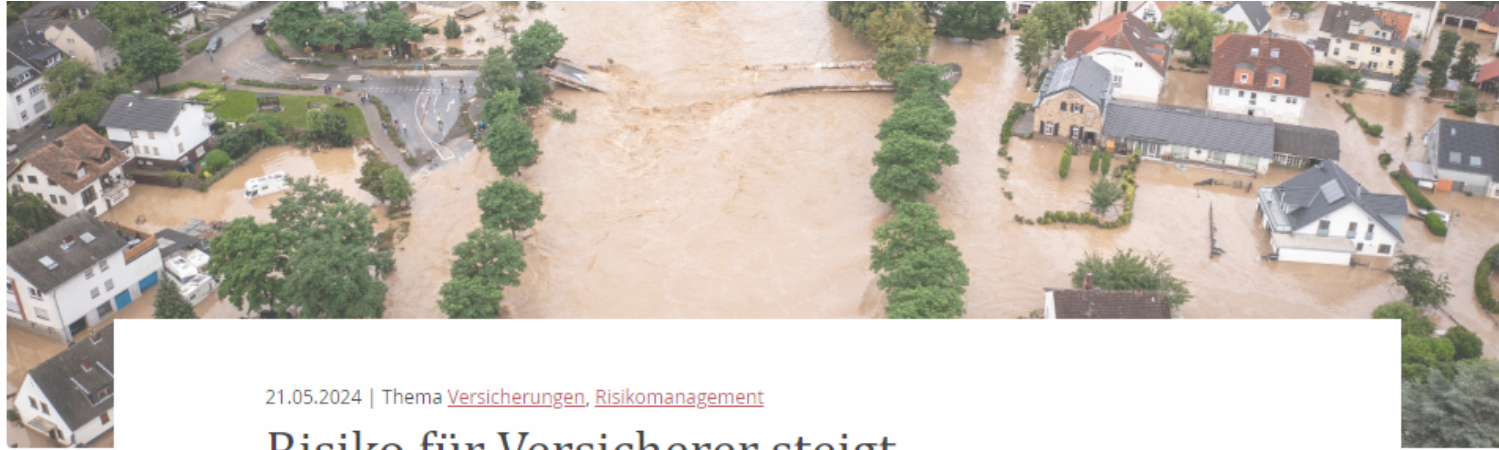 21.05.2024 | Thema Versicherungen, Risikomanagement
Risiko für Versicherer steigt